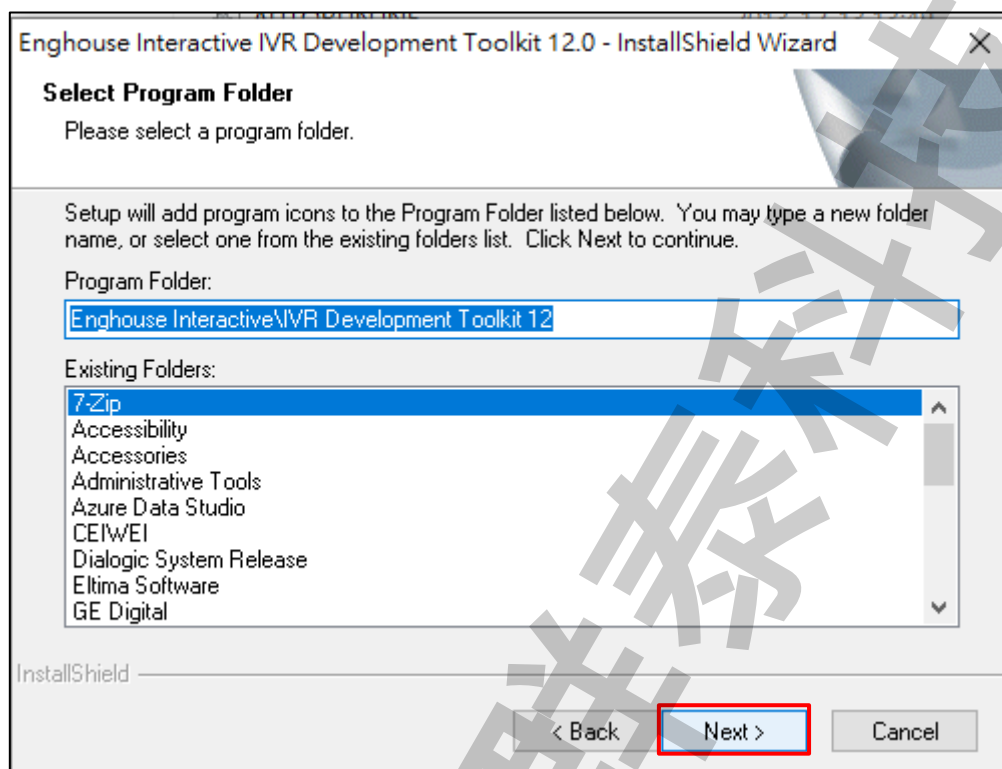 Enghouse Interactive IVR Development Toolkit 12.0 - InstallShield Wizard
Select Program Folder
Please select a program folder.
Setup will add program icons to the Program Folder listed below. You may type a new folder
name, or select one from the existing folders list. Click Next to continue.
Program Folder:
Enghouse Interactive\IVR Development Toolkit 12
Existing Folders:
7-Zip
Accessibility
Accessories
Administrative Tools
Azure Data Studio
CEIWEI
Dialogic System Release
Eltima Software
GE Digital
InstallShield
< Back
Next >
Cancel
泰科